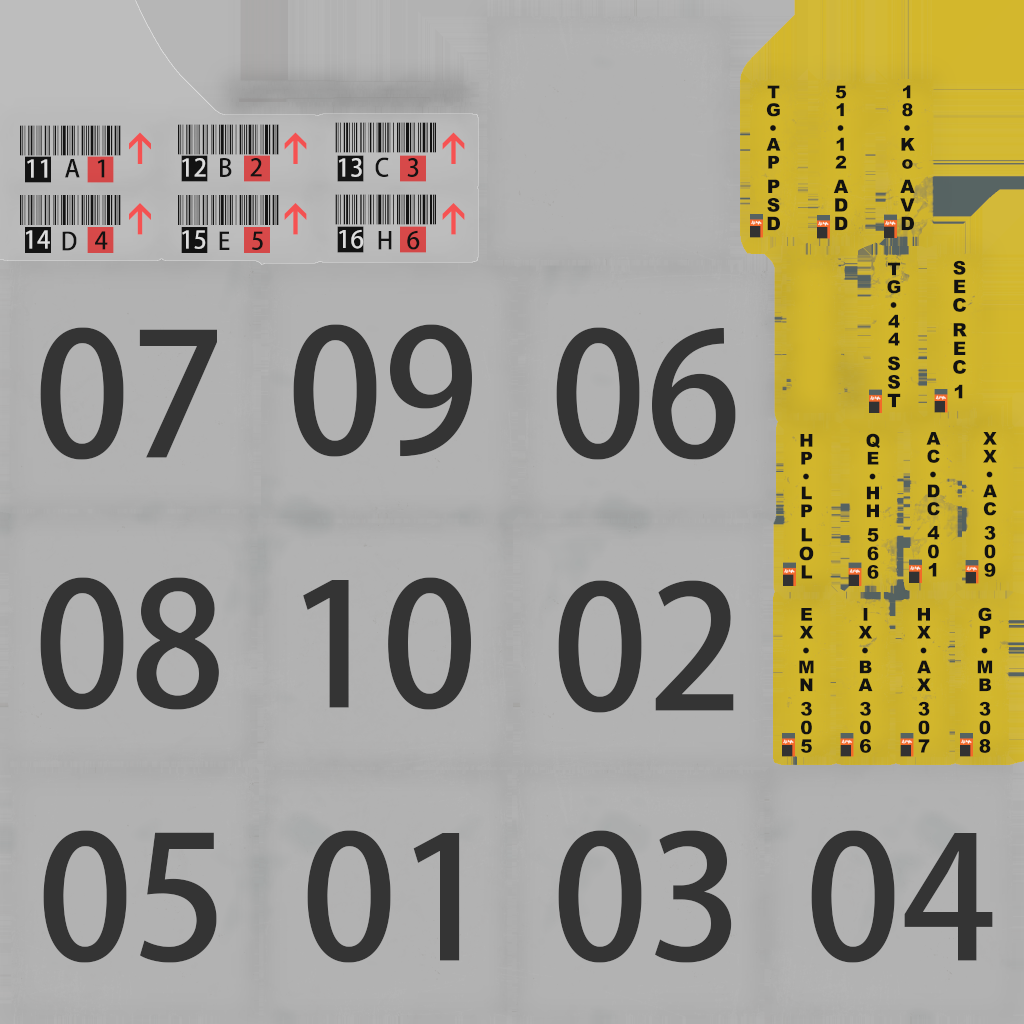 11 A 1
12 B 2
13 C 3
14 D 4
15 E 5
16 H 6
TG•AP PSD
51•12 ADD
18•Ko AVD
TG•44 SST
SEC REC 1
HP•LP LOL
QE•HH 566
AC•DC 401
XX•AC 309
EX•MN 305
IX•BA 306
HX•AX 307
GP•MB 308
07
09
06
08
10
02
05
01
03
04